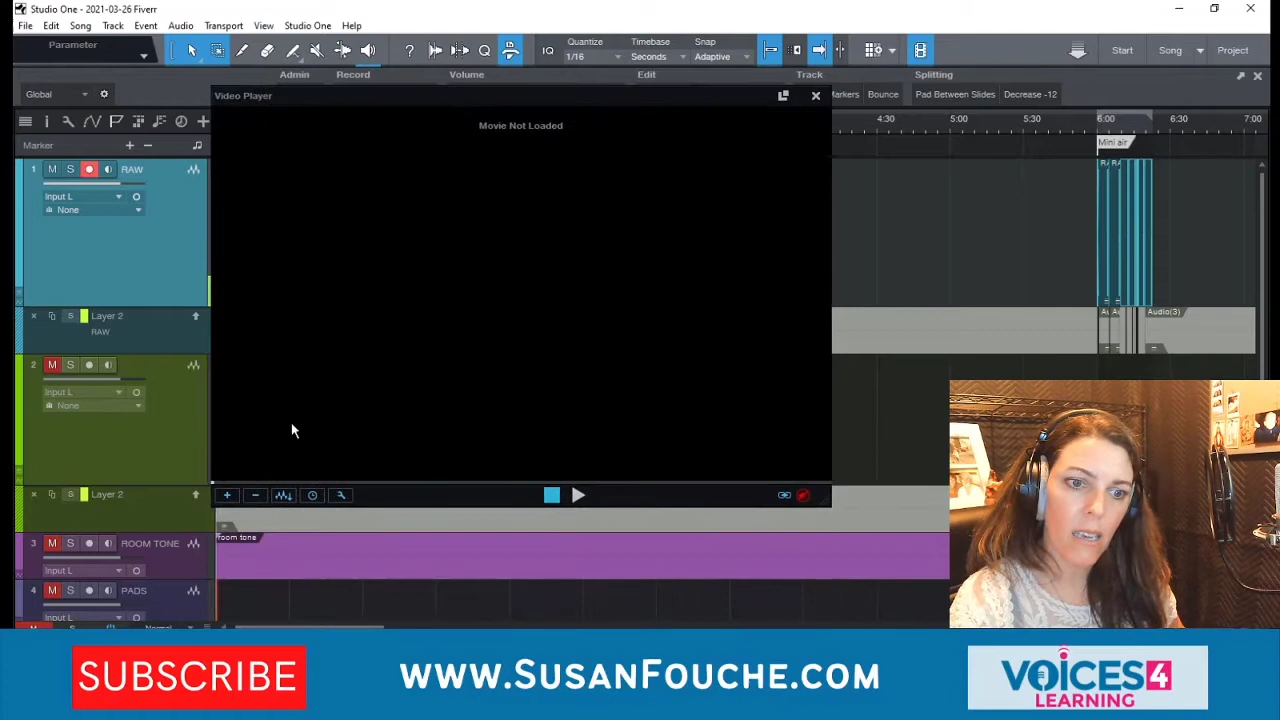 Studio One - 2021-03-26 Fiverr
File Edit Song Track Event Audio Transport View Studio One Help
Parameter
IQ Quantize 1/16 Timebase Seconds Snap Adaptive Start Song Project
Admin Record Volume Edit Track Splitting
Global
Markers Bounce Pad Between Slides Decrease -12
Video Player
Movie Not Loaded
4:30 5:00 5:30 6:00 6:30 7:00
Marker
Mini air
1 M S RAW
Input L
None
Layer 2
S
RAW
Audio(3)
2 M S
Input L
None
Layer 2
S
room tone
3 M S ROOM TONE
Input L
4 M S PADS
Input L
Normal
SUBSCRIBE
www.SusanFouche.com
VOICES4
LEARNING